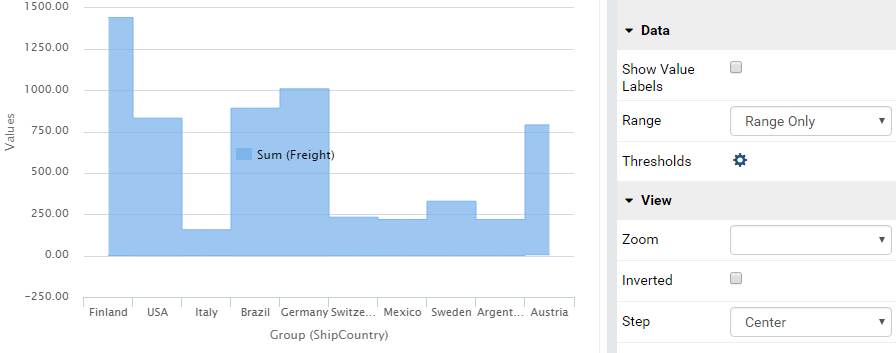 1500.00
1250.00
1000.00
750.00
500.00
250.00
0.00
-250.00
Values
Sum (Freight)
Finland USA Italy Brazil Germany Switze... Mexico Sweden Argent... Austria
Group (ShipCountry)
Data
Show Value
Labels
Range Range Only
Thresholds
View
Zoom
Inverted
Step Center